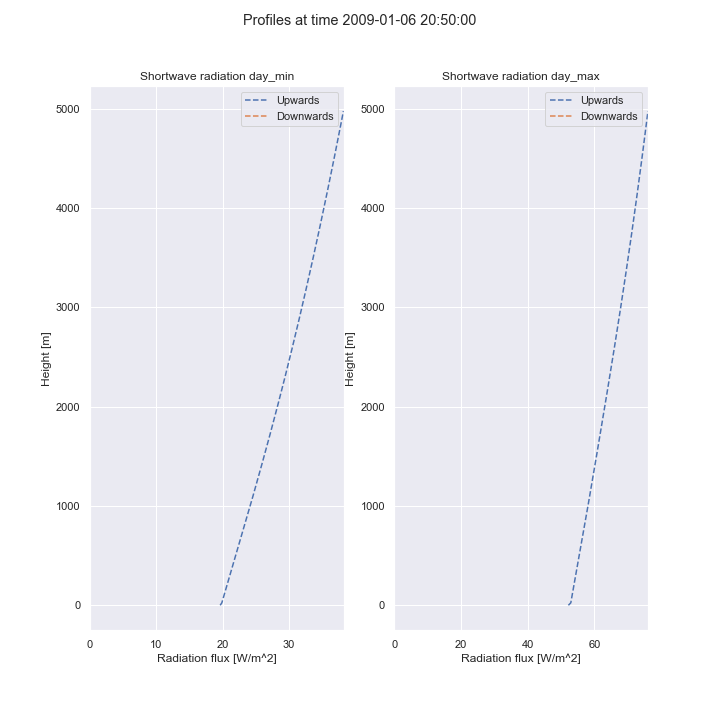 Profiles at time 2009-01-06 20:50:00
Shortwave radiation day_min
Upwards
Downwards
5000
4000
3000
2000
1000
0
Height [m]
0 10 20 30
Radiation flux [W/m^2]
Shortwave radiation day_max
Upwards
Downwards
5000
4000
3000
2000
1000
0
Height [m]
0 20 40 60
Radiation flux [W/m^2]